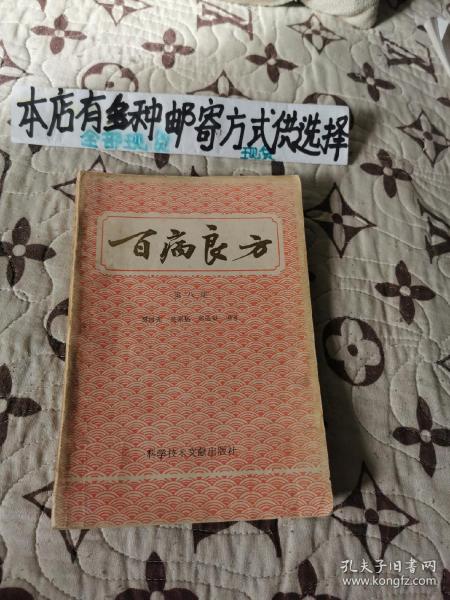 本店有多种邮寄方式供选择
全部现货
现货
百病良方
第八集
科学技术文献出版社
孔夫子旧书网
www.kongfz.com